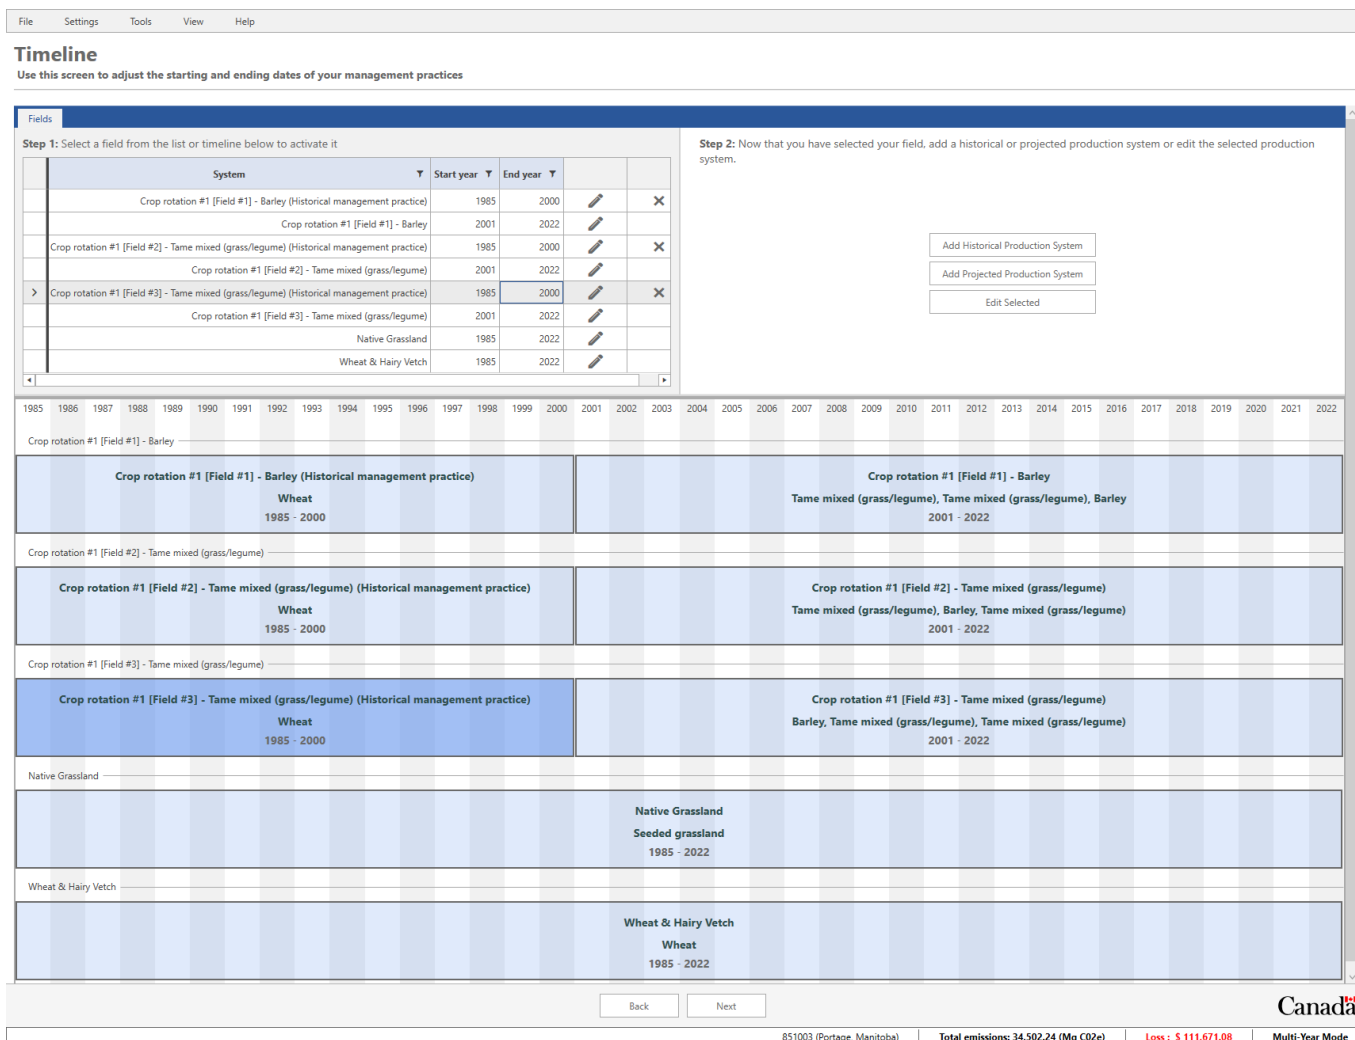 File Settings Tools View Help
Timeline
Use this screen to adjust the starting and ending dates of your management practices
Fields
Step 1: Select a field from the list or timeline below to activate it
System Start year End year
Crop rotation #1 [Field #1] - Barley (Historical management practice) 1985 2000
Crop rotation #1 [Field #1] - Barley 2001 2022
Crop rotation #1 [Field #2] - Tame mixed (grass/legume) (Historical management practice) 1985 2000
Crop rotation #1 [Field #2] - Tame mixed (grass/legume) 2001 2022
Crop rotation #1 [Field #3] - Tame mixed (grass/legume) (Historical management practice) 1985 2000
Crop rotation #1 [Field #3] - Tame mixed (grass/legume) 2001 2022
Native Grassland 1985 2022
Wheat & Hairy Vetch 1985 2022
Step 2: Now that you have selected your field, add a historical or projected production system or edit the selected production
system.
Add Historical Production System
Add Projected Production System
Edit Selected
1985 1986 1987 1988 1989 1990 1991 1992 1993 1994 1995 1996 1997 1998 1999 2000 2001 2002 2003 2004 2005 2006 2007 2008 2009 2010 2011 2012 2013 2014 2015 2016 2017 2018 2019 2020 2021 2022
Crop rotation #1 [Field #1] - Barley
Crop rotation #1 [Field #1] - Barley (Historical management practice)
Wheat
1985 - 2000
Crop rotation #1 [Field #1] - Barley
Tame mixed (grass/legume), Tame mixed (grass/legume), Barley
2001 - 2022
Crop rotation #1 [Field #2] - Tame mixed (grass/legume)
Crop rotation #1 [Field #2] - Tame mixed (grass/legume) (Historical management practice)
Wheat
1985 - 2000
Crop rotation #1 [Field #2] - Tame mixed (grass/legume)
Tame mixed (grass/legume), Barley, Tame mixed (grass/legume)
2001 - 2022
Crop rotation #1 [Field #3] - Tame mixed (grass/legume)
Crop rotation #1 [Field #3] - Tame mixed (grass/legume) (Historical management practice)
Wheat
1985 - 2000
Crop rotation #1 [Field #3] - Tame mixed (grass/legume)
Barley, Tame mixed (grass/legume), Tame mixed (grass/legume)
2001 - 2022
Native Grassland
Native Grassland
Seeded grassland
1985 - 2022
Wheat & Hairy Vetch
Wheat & Hairy Vetch
Wheat
1985 - 2022
Back Next
Canada
851003 (Portage, Manitoba) Total emissions: 34,502.24 (Mg C02e) Loss : $ 111,671.08 Multi-Year Mode